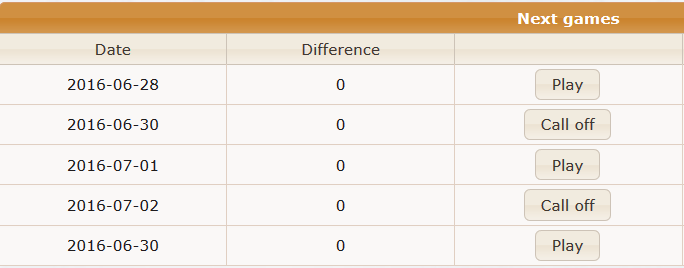 Next games
Date Difference
2016-06-28 0 Play
2016-06-30 0 Call off
2016-07-01 0 Play
2016-07-02 0 Call off
2016-06-30 0 Play